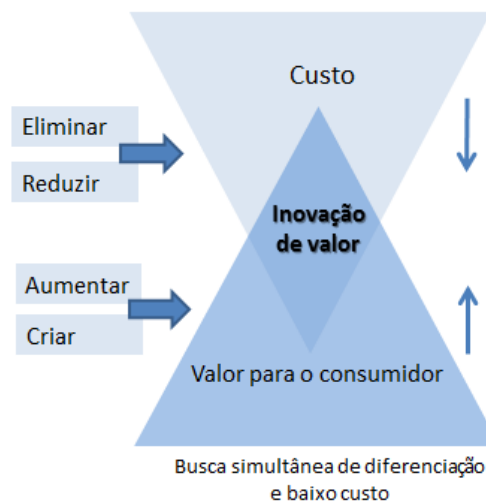 Custo
Eliminar
Reduzir
Inovação
de valor
Aumentar
Criar
Valor para o consumidor
Busca simultânea de diferenciação
e baixo custo